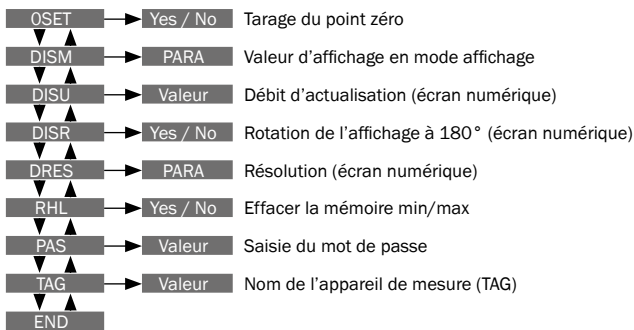 0SET Yes / No Tarage du point zéro
DISM PARA Valeur d'affichage en mode affichage
DISU Valeur Débit d'actualisation (écran numérique)
DISR Yes / No Rotation de l'affichage à 180° (écran numérique)
DRES PARA Résolution (écran numérique)
RHL Yes / No Effacer la mémoire min/max
PAS Valeur Saisie du mot de passe
TAG Valeur Nom de l'appareil de mesure (TAG)
END